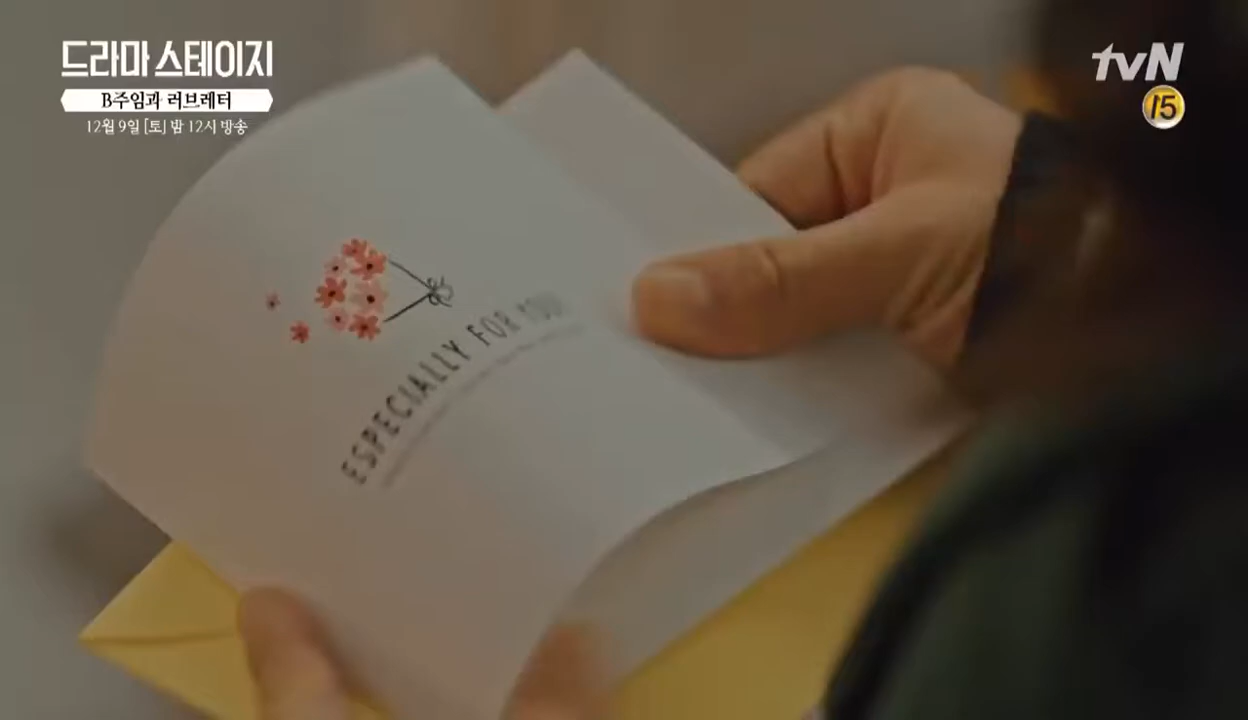 드라마 스테이지
B주임과 러브레터
12월 9일 [토] 밤 12시 방송
tvN
15
ESPECIALLY FOR YOU